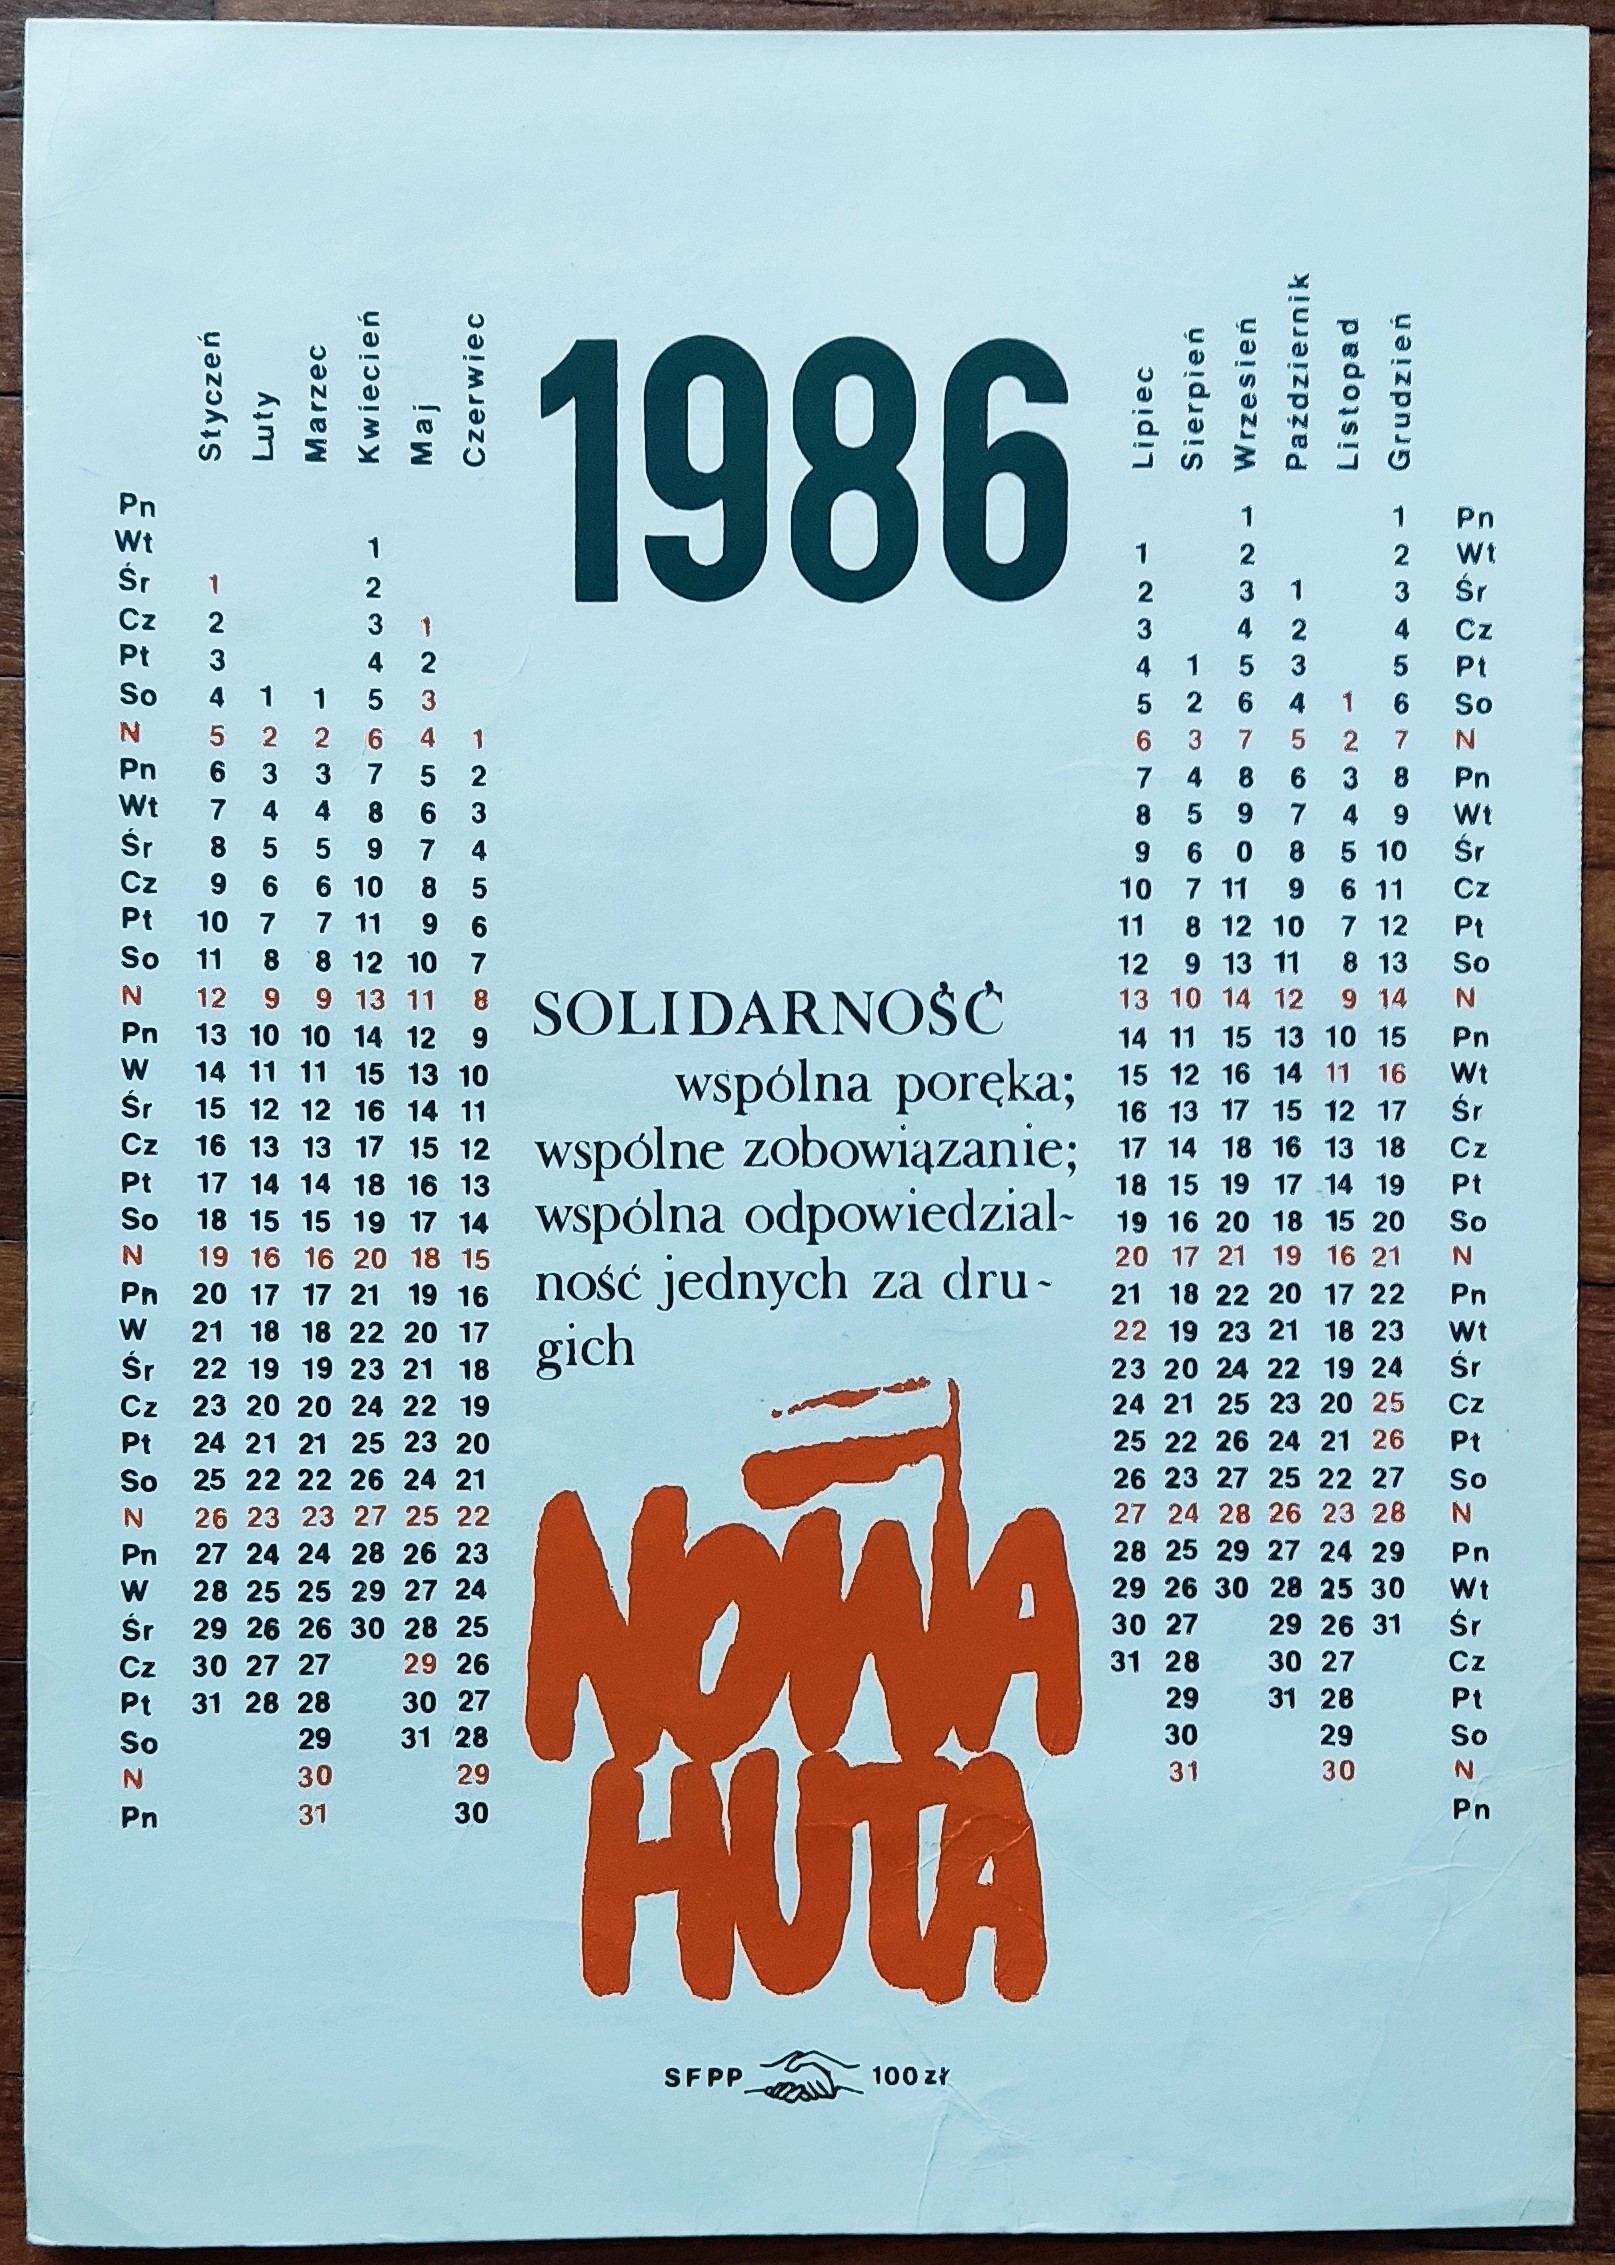 Styczeń Luty Marzec Kwiecień Maj Czerwiec
Pn
Wt 1
Śr 1 2
Cz 2 3 1
Pt 3 4 2
So 4 1 1 5 3
N 5 2 2 6 4 1
Pn 6 3 3 7 5 2
Wt 7 4 4 8 6 3
Śr 8 5 5 9 7 4
Cz 9 6 6 10 8 5
Pt 10 7 7 11 9 6
So 11 8 8 12 10 7
N 12 9 9 13 11 8
Pn 13 10 10 14 12 9
W 14 11 11 15 13 10
Śr 15 12 12 16 14 11
Cz 16 13 13 17 15 12
Pt 17 14 14 18 16 13
So 18 15 15 19 17 14
N 19 16 16 20 18 15
Pn 20 17 17 21 19 16
W 21 18 18 22 20 17
Śr 22 19 19 23 21 18
Cz 23 20 20 24 22 19
Pt 24 21 21 25 23 20
So 25 22 22 26 24 21
N 26 23 23 27 25 22
Pn 27 24 24 28 26 23
W 28 25 25 29 27 24
Śr 29 26 26 30 28 25
Cz 30 27 27 29 26
Pt 31 28 28 30 27
So 29 31 28
N 30 29
Pn 31 30
1986
SOLIDARNOŚĆ
wspólna poręka;
wspólne zobowiązanie;
wspólna odpowiedzial-
ność jednych za dru-
gich
NOWA
HUTA
SFPP 100 zł
Lipiec Sierpień Wrzesień Październik Listopad Grudzień
1 1 Pn
1 2 2 Wt
2 3 1 3 Śr
3 4 2 4 Cz
4 1 5 3 5 Pt
5 2 6 4 1 6 So
6 3 7 5 2 7 N
7 4 8 6 3 8 Pn
8 5 9 7 4 9 Wt
9 6 0 8 5 10 Śr
10 7 11 9 6 11 Cz
11 8 12 10 7 12 Pt
12 9 13 11 8 13 So
13 10 14 12 9 14 N
14 11 15 13 10 15 Pn
15 12 16 14 11 16 Wt
16 13 17 15 12 17 Śr
17 14 18 16 13 18 Cz
18 15 19 17 14 19 Pt
19 16 20 18 15 20 So
20 17 21 19 16 21 N
21 18 22 20 17 22 Pn
22 19 23 21 18 23 Wt
23 20 24 22 19 24 Śr
24 21 25 23 20 25 Cz
25 22 26 24 21 26 Pt
26 23 27 25 22 27 So
27 24 28 26 23 28 N
28 25 29 27 24 29 Pn
29 26 30 28 25 30 Wt
30 27 29 26 31 Śr
31 28 30 27 Cz
29 31 28 Pt
30 29 So
31 30 N
Pn